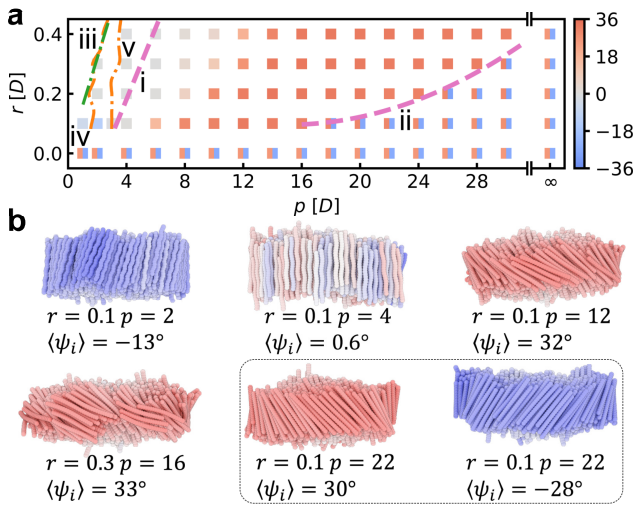 a
r [D]
0.4
0.2
0.0
iii
v
i
ii
iv
0 4 8 12 16 20 24 28 ∞
p [D]
36
18
0
−18
−36
b
r = 0.1 p = 2
⟨ψi⟩ = −13°
r = 0.1 p = 4
⟨ψi⟩ = 0.6°
r = 0.1 p = 12
⟨ψi⟩ = 32°
r = 0.3 p = 16
⟨ψi⟩ = 33°
r = 0.1 p = 22
⟨ψi⟩ = 30°
r = 0.1 p = 22
⟨ψi⟩ = −28°